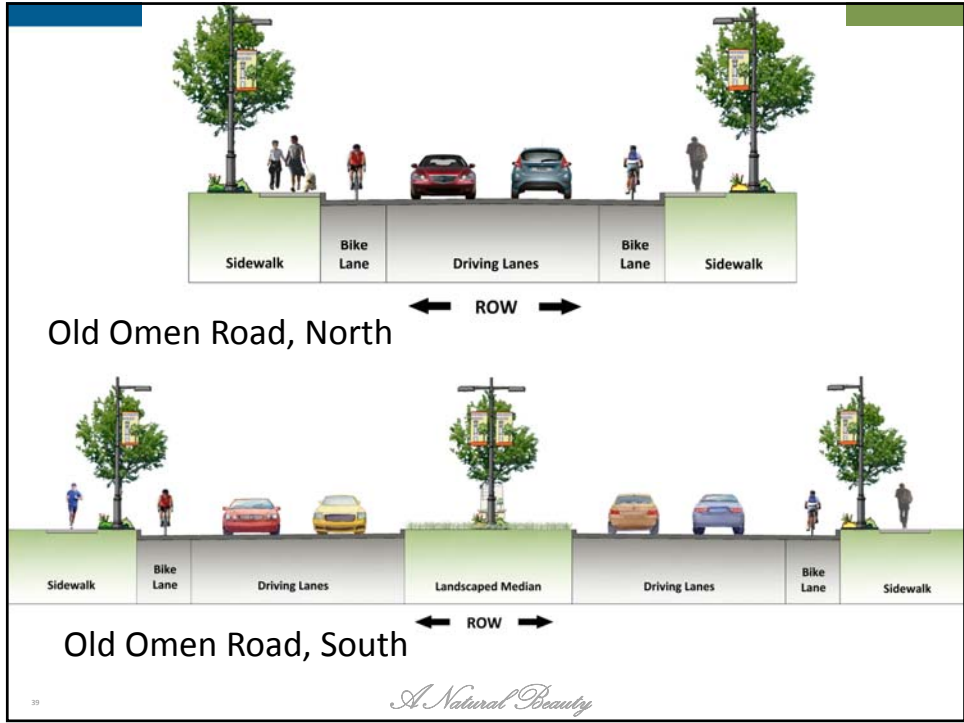 Sidewalk
Bike
Lane
Driving Lanes
Bike
Lane
Sidewalk
ROW
Old Omen Road, North
Sidewalk
Bike
Lane
Driving Lanes
Landscaped Median
Driving Lanes
Bike
Lane
Sidewalk
ROW
Old Omen Road, South
39
A Natural Beauty